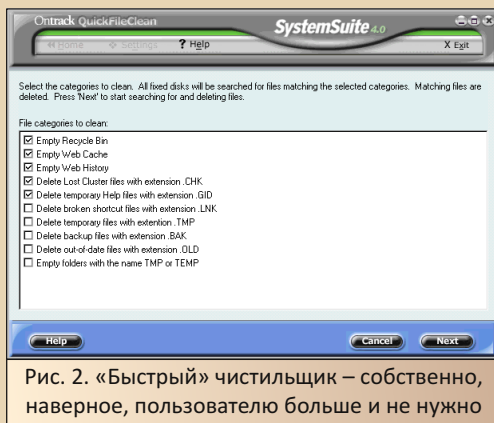 Ontrack QuickFileClean
SystemSuite 4.0
Home Settings ? Help X Exit
Select the categories to clean. All fixed disks will be searched for files matching the selected categories. Matching files are
deleted. Press 'Next' to start searching for and deleting files.
File categories to clean:
Empty Recycle Bin
Empty Web Cache
Empty Web History
Delete Lost Cluster files with extension .CHK
Delete temporary Help files with extension .GID
Delete broken shortcut files with extension .LNK
Delete temporary files with extention .TMP
Delete backup files with extension .BAK
Delete out-of-date files with extension .OLD
Empty folders with the name TMP or TEMP
Help Cancel Next
Рис. 2. «Быстрый» чистильщик – собственно,
наверное, пользователю больше и не нужно